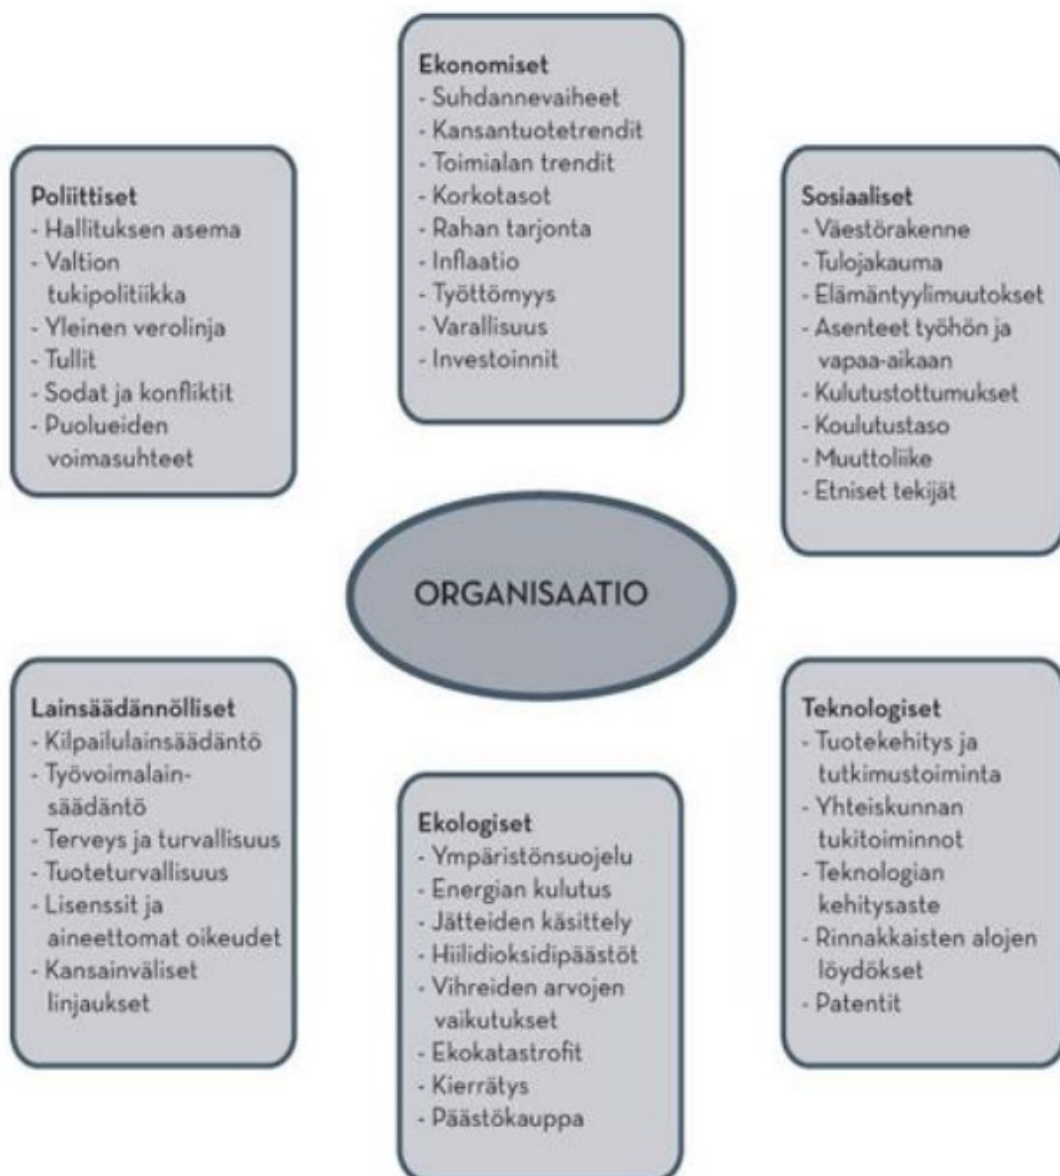 Ekonomiset
- Suhdannevaiheet
- Kansantuotetrendit
- Toimialan trendit
- Korkotasot
- Rahan tarjonta
- Inflaatio
- Työttömyys
- Varallisuus
- Investoinnit
Poliittiset
- Hallituksen asema
- Valtion
tukipolitiikka
- Yleinen verolinja
- Tullit
- Sodat ja konfliktit
- Puolueiden
voimasuhteet
Sosiaaliset
- Väestörakenne
- Tulojakauma
- Elämäntyylimuutokset
- Asenteet työhön ja
vapaa-aikaan
- Kulutustottumukset
- Koulutustaso
- Muuttoliike
- Etniset tekijät
ORGANISAATIO
Lainsäädännölliset
- Kilpailulainsäädäntö
- Työvoimalain-
säädäntö
- Terveys ja turvallisuus
- Tuoteturvallisuus
- Lisenssit ja
aineettomat oikeudet
- Kansainväliset
linjaukset
Ekologiset
- Ympäristönsuojelu
- Energian kulutus
- Jätteiden käsittely
- Hiilidioksidipäästöt
- Vihreiden arvojen
vaikutukset
- Ekokatastrofit
- Kierrätys
- Päästökauppa
Teknologiset
- Tuotekehitys ja
tutkimustoiminta
- Yhteiskunnan
tukitoiminnot
- Teknologian
kehitysaste
- Rinnakkaisten alojen
löydökset
- Patentit